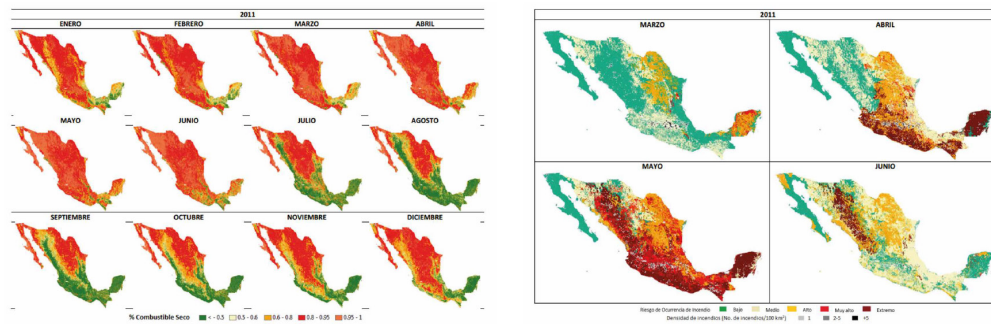 2011
ENERO FEBRERO MARZO ABRIL
MAYO JUNIO JULIO AGOSTO
SEPTIEMBRE OCTUBRE NOVIEMBRE DICIEMBRE
% Combustible Seco < - 0.5 0.5 - 0.6 0.6 - 0.8 0.8 - 0.95 0.95 - 1
2011
MARZO ABRIL
MAYO JUNIO
Riesgo de Ocurrencia de Incendio Bajo Medio Alto Muy alto Extremo
Densidad de incendios (No. de incendios/100 km²) 1 2-5 >5